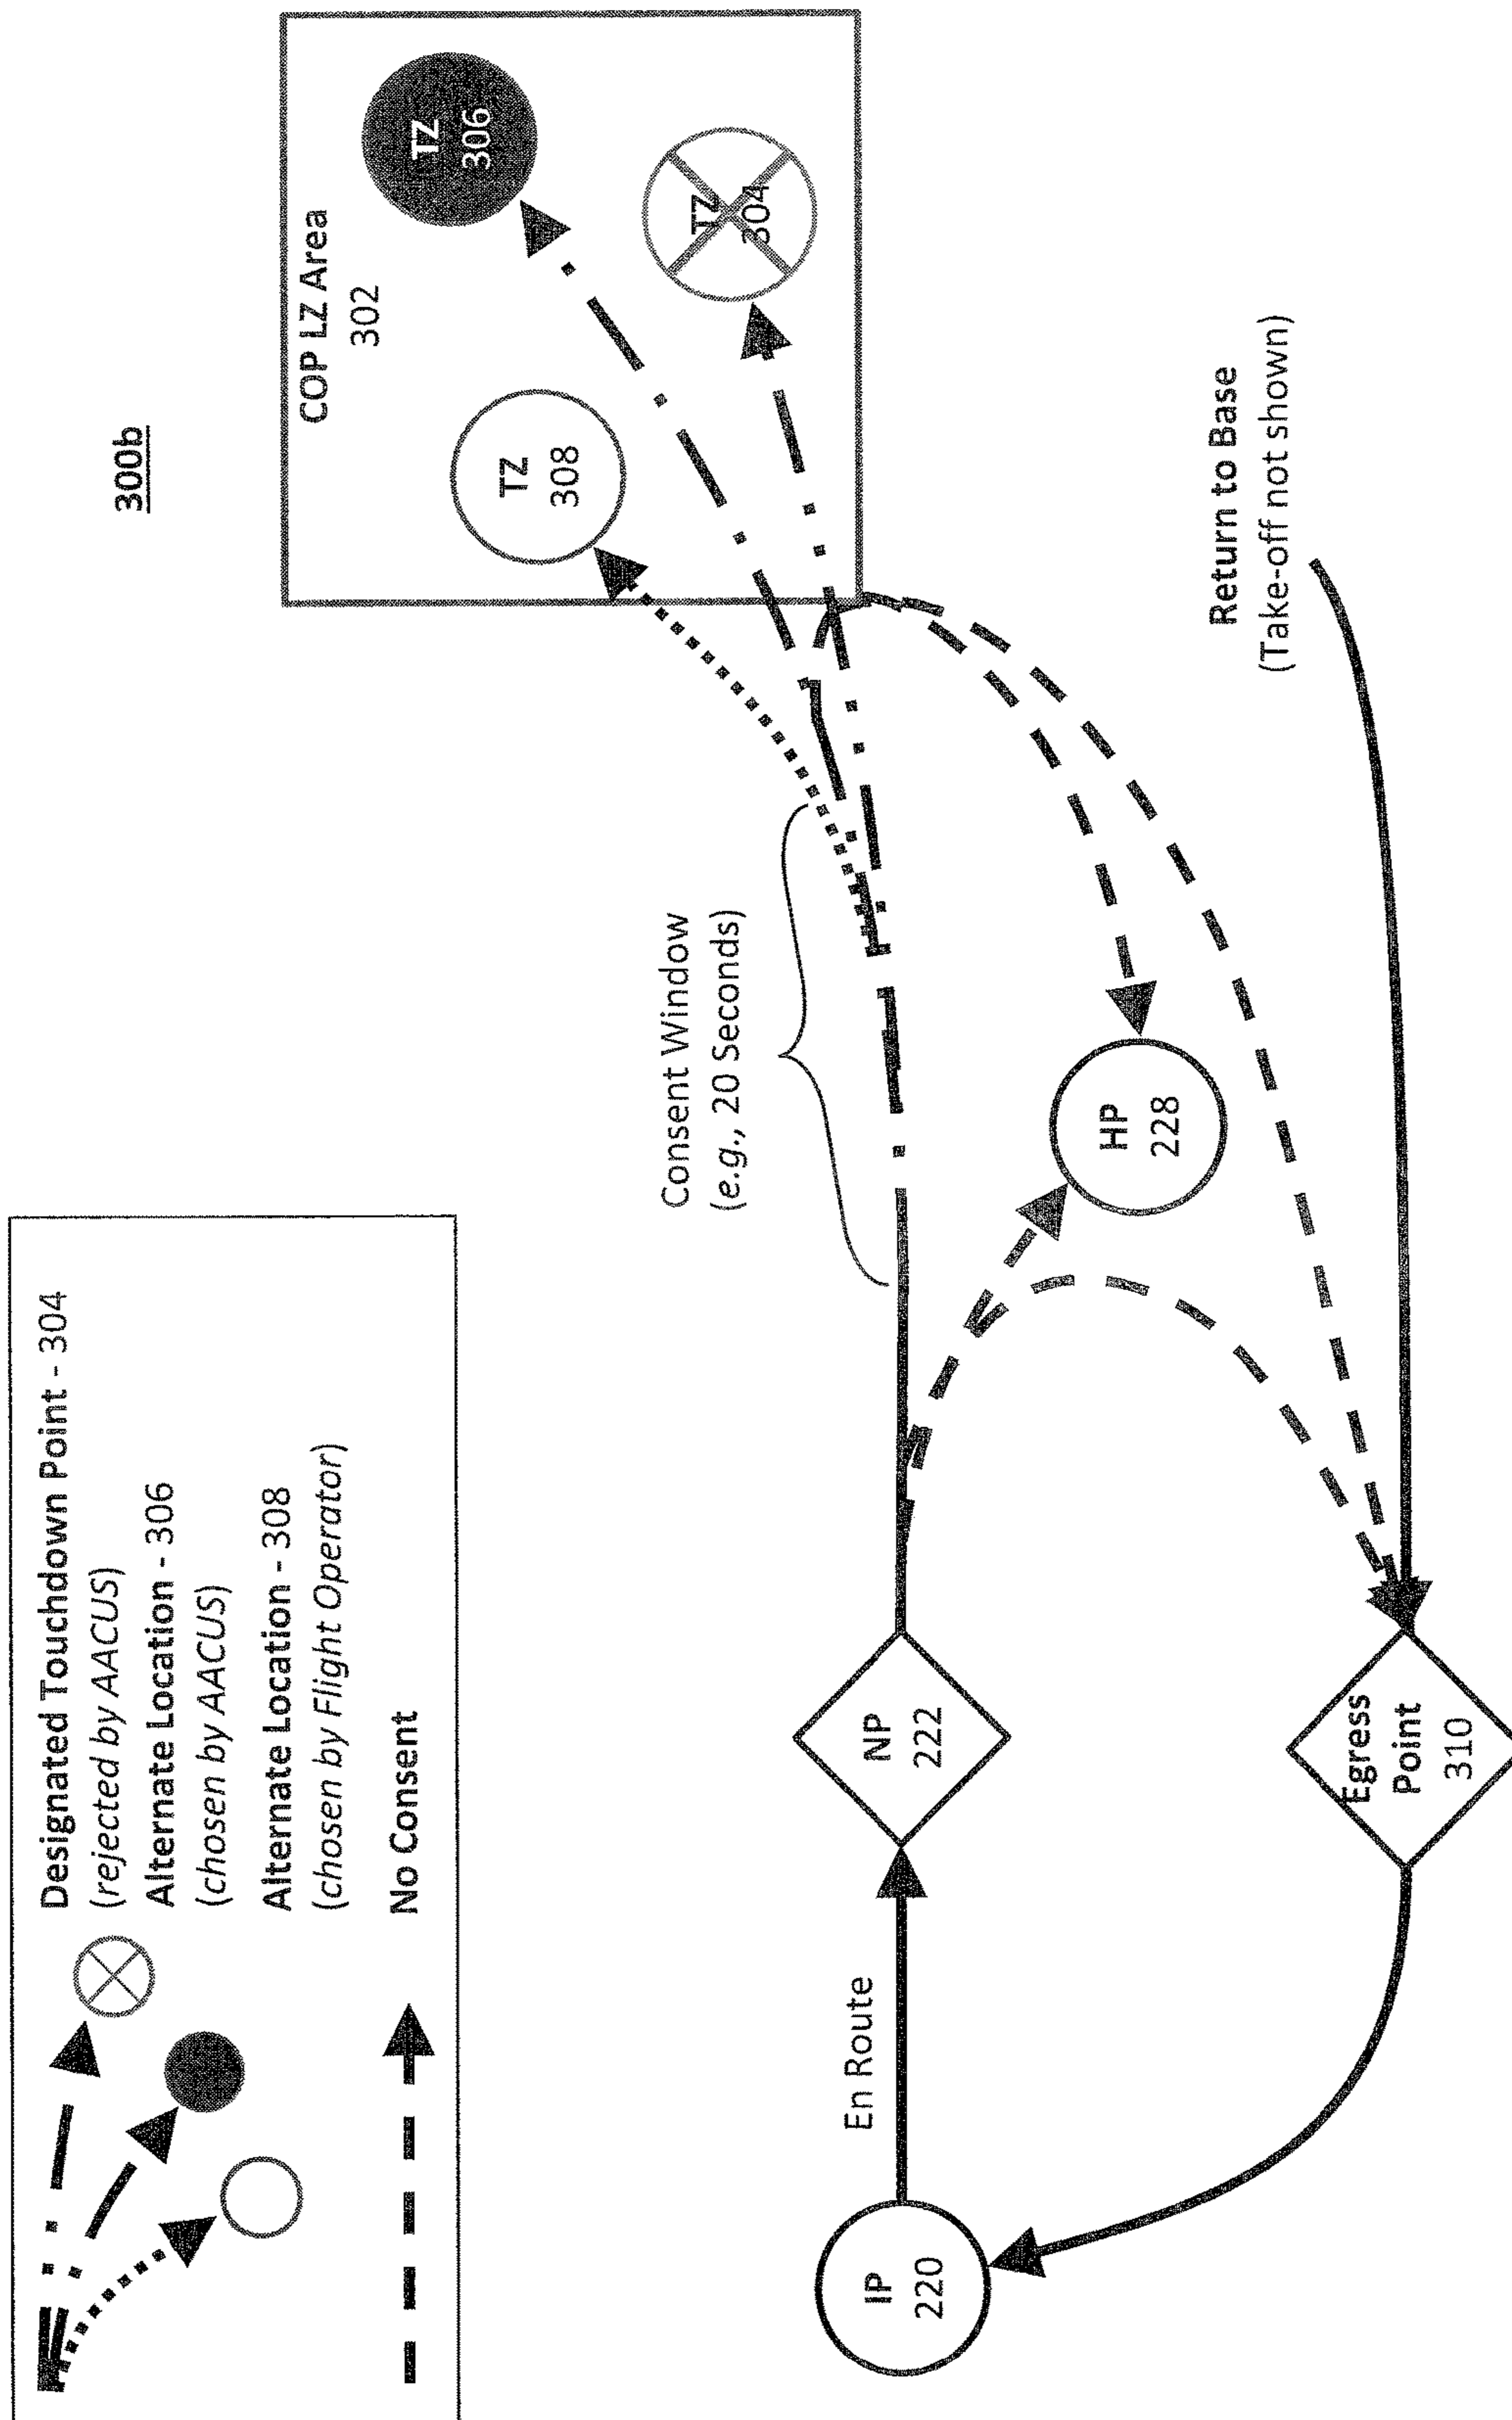 300b
Designated Touchdown Point - 304
(rejected by AACUS)
Alternate Location - 306
(chosen by AACUS)
Alternate Location - 308
(chosen by Flight Operator)
No Consent
COP LZ Area
302
TZ
306
TZ
308
TZ
304
Consent Window
(e.g., 20 Seconds)
IP
220
En Route
NP
222
HP
228
Return to Base
(Take-off not shown)
Egress
Point
310